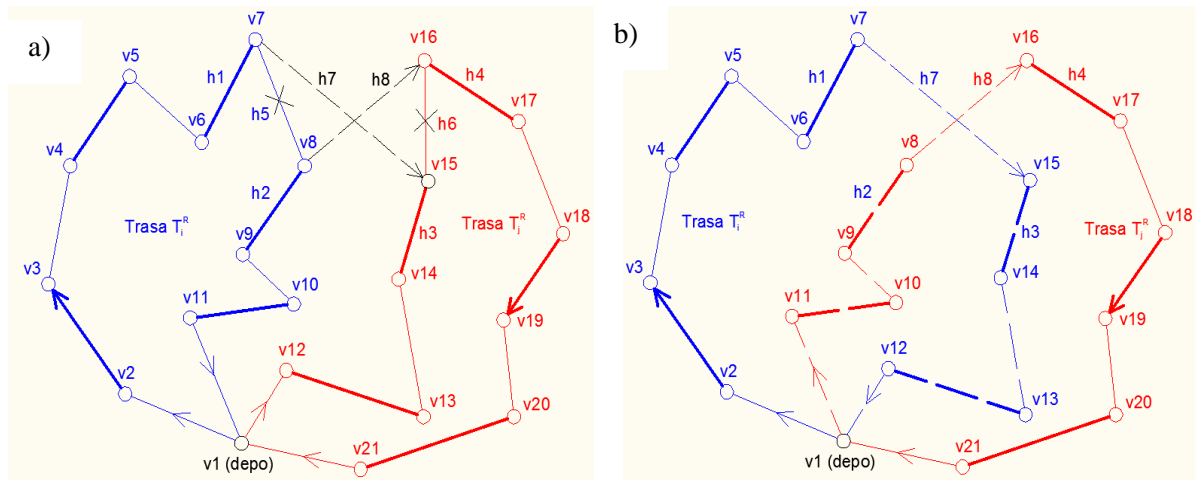 a)
v7
v16
v5
h1
h7
h8
h4
v17
h5
h6
v6
v8
v4
v15
h2
Trasa T_i^R
Trasa T_j^R
v18
v9
h3
v14
v3
v10
v11
v19
v12
v2
v13
v20
v21
v1 (depo)
b)
v7
v16
v5
h1
h7
h8
h4
v17
v6
v8
v4
v15
h2
Trasa T_i^R
Trasa T_j^R
v18
v9
h3
v14
v3
v10
v11
v19
v12
v2
v13
v20
v21
v1 (depo)